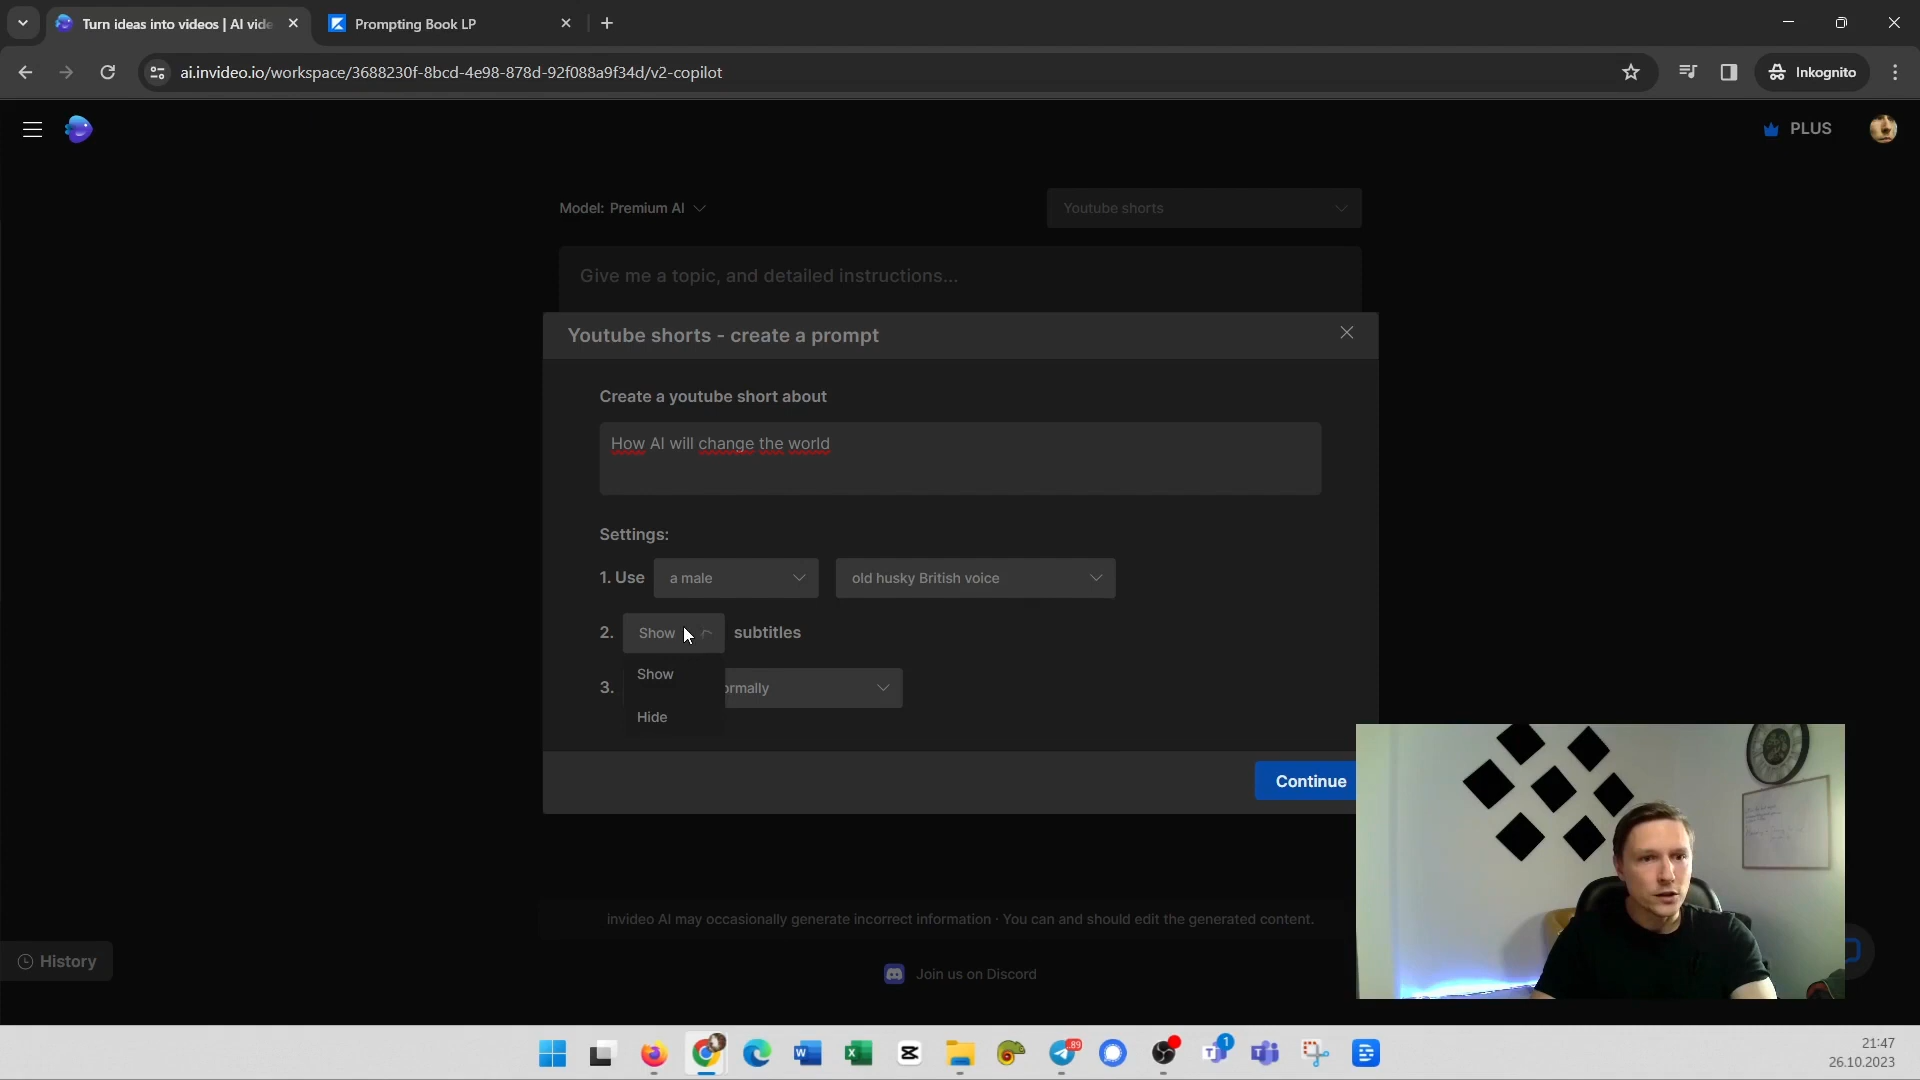 Turn ideas into videos | AI vide
Prompting Book LP
ai.invideo.io/workspace/3688230f-8bcd-4e98-878d-92f088a9f34d/v2-copilot
Inkognito
PLUS
Model: Premium AI
Youtube shorts
Give me a topic, and detailed instructions...
Youtube shorts - create a prompt
Create a youtube short about
How AI will change the world
Settings:
1. Use
a male
old husky British voice
2.
Show
subtitles
Show
3.
ormally
Hide
Continue
invideo AI may occasionally generate incorrect information · You can and should edit the generated content.
History
Join us on Discord
89
1
21:47
26.10.2023